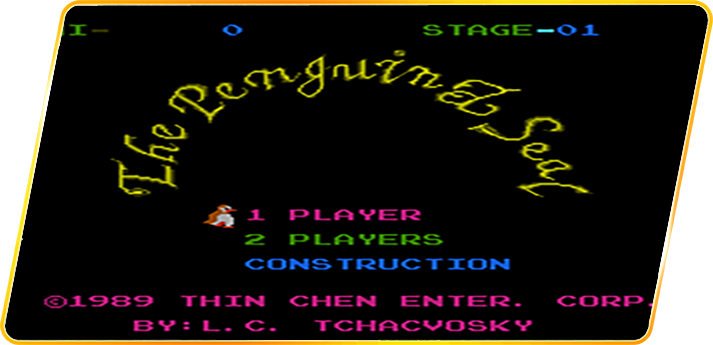 I- 0 STAGE-01
The Penguin & Seal
1 PLAYER
2 PLAYERS
CONSTRUCTION
©1989 THIN CHEN ENTER. CORP.
BY:L.C. TCHACVOSKY